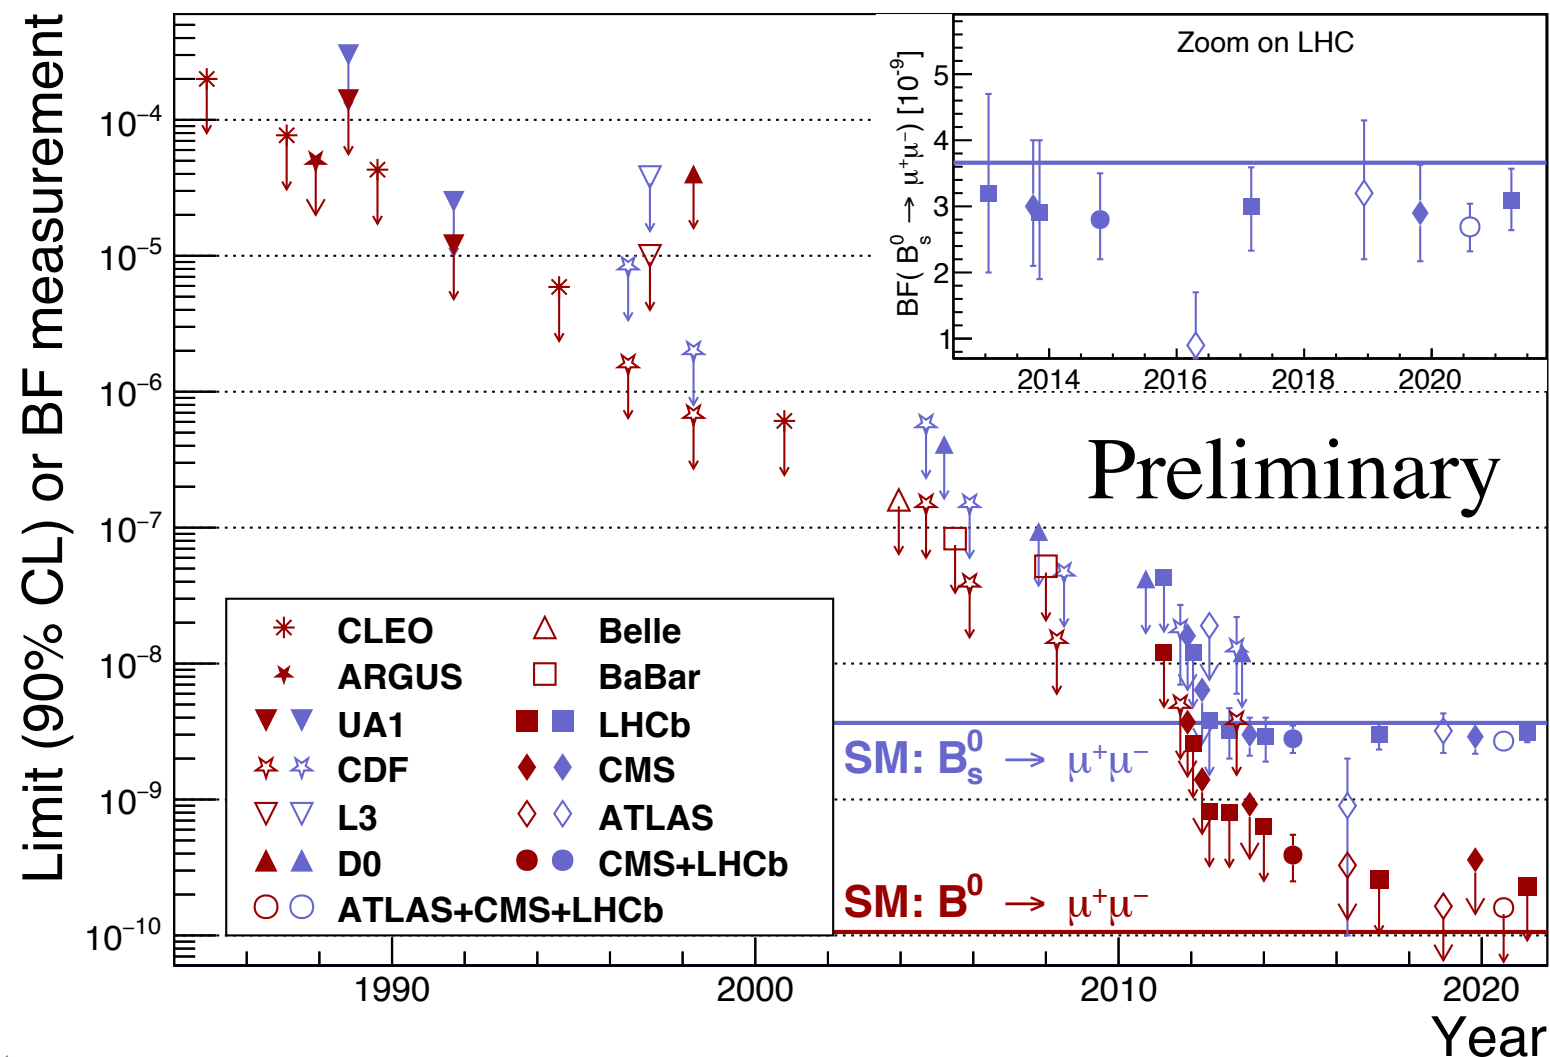 Limit (90% CL) or BF measurement
10⁻⁴
10⁻⁵
10⁻⁶
10⁻⁷
10⁻⁸
10⁻⁹
10⁻¹⁰
Zoom on LHC
BF( B⁰ₛ → μ⁺μ⁻) [10⁻⁹]
5
4
3
2
1
2014 2016 2018 2020
Preliminary
CLEO Belle
ARGUS BaBar
UA1 LHCb
CDF CMS
L3 ATLAS
D0 CMS+LHCb
ATLAS+CMS+LHCb
SM: B⁰ₛ → μ⁺μ⁻
SM: B⁰ → μ⁺μ⁻
1990 2000 2010 2020
Year